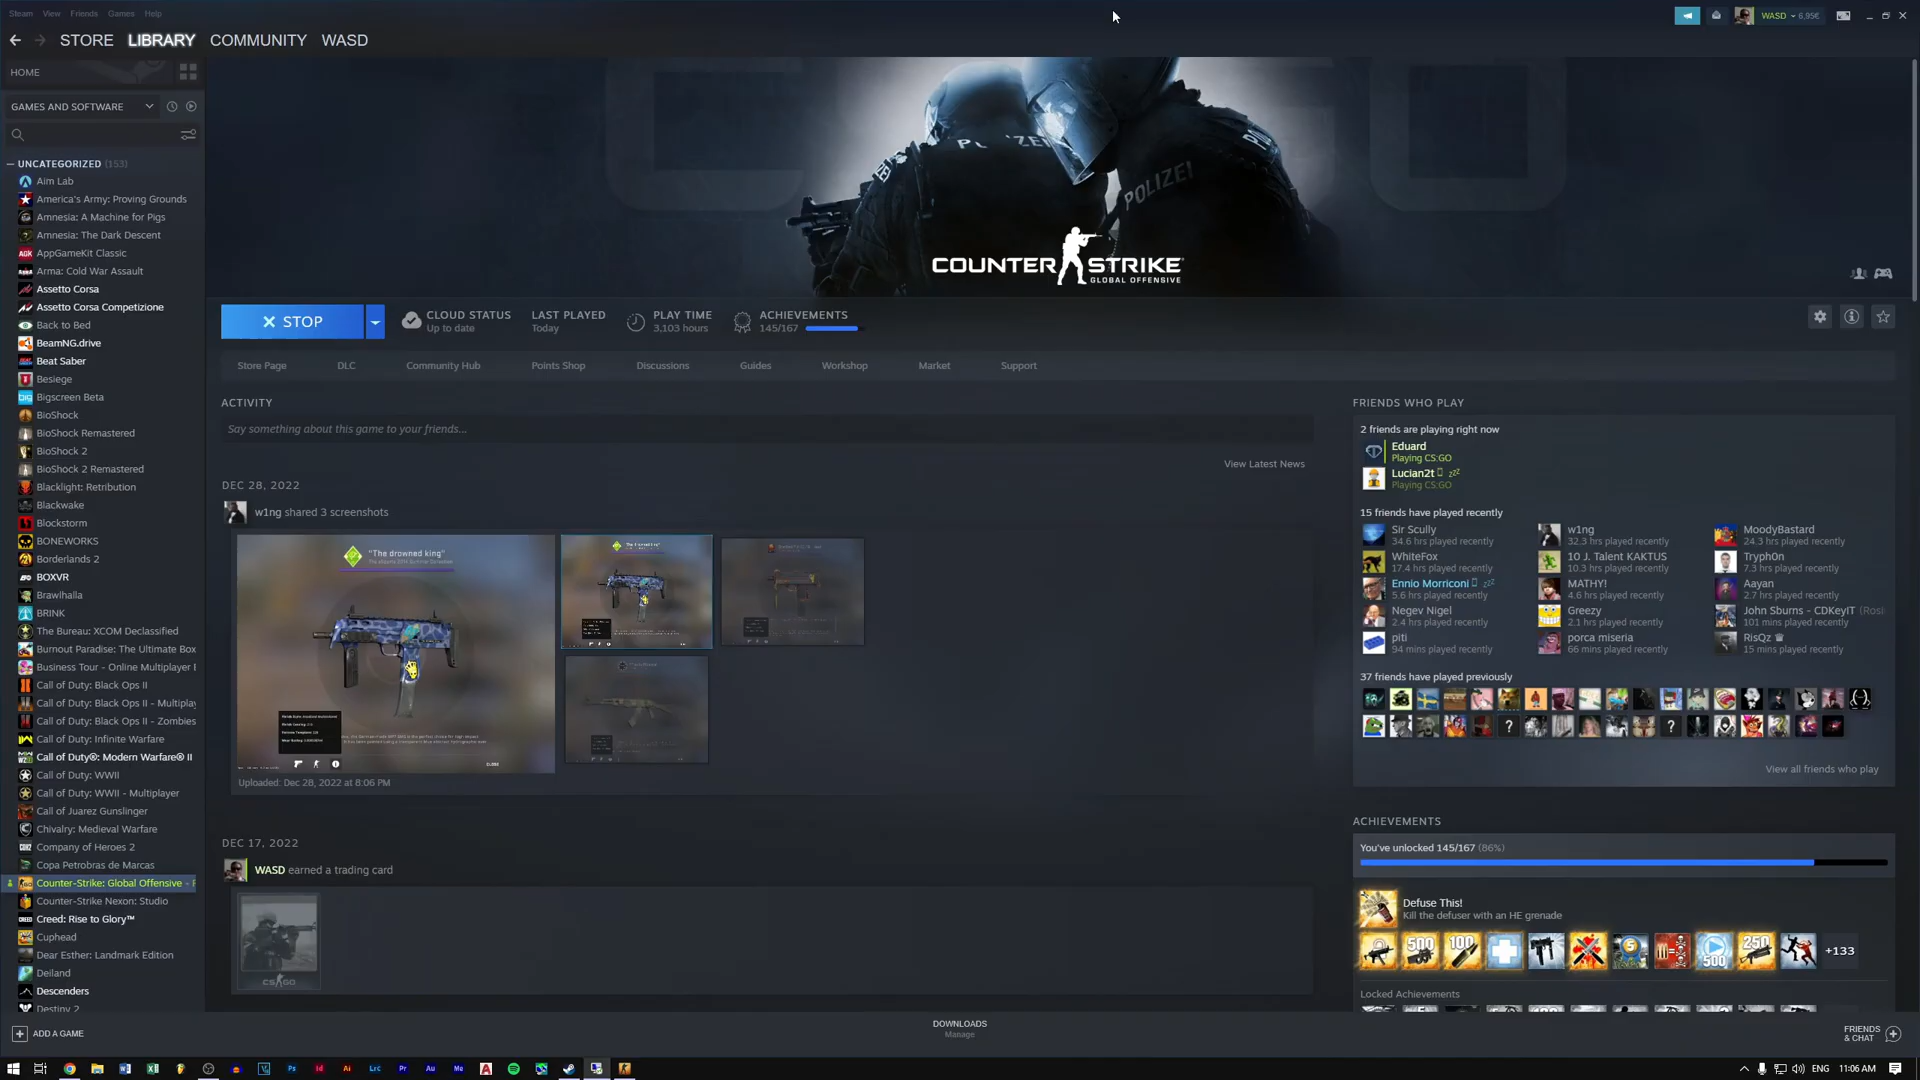 Steam View Friends Games Help
WASD 6,95€
STORE LIBRARY COMMUNITY WASD
HOME
GAMES AND SOFTWARE
UNCATEGORIZED (153)
Aim Lab
America's Army: Proving Grounds
Amnesia: A Machine for Pigs
Amnesia: The Dark Descent
AppGameKit Classic
Arma: Cold War Assault
Assetto Corsa
Assetto Corsa Competizione
Back to Bed
BeamNG.drive
Beat Saber
Besiege
Bigscreen Beta
BioShock
BioShock Remastered
BioShock 2
BioShock 2 Remastered
Blacklight: Retribution
Blackwake
Blockstorm
BONEWORKS
Borderlands 2
BOXVR
Brawlhalla
BRINK
The Bureau: XCOM Declassified
Burnout Paradise: The Ultimate Box
Business Tour - Online Multiplayer
Call of Duty: Black Ops II
Call of Duty: Black Ops II - Multiplay
Call of Duty: Black Ops II - Zombies
Call of Duty: Infinite Warfare
Call of Duty®: Modern Warfare® II
Call of Duty: WWII
Call of Duty: WWII - Multiplayer
Call of Juarez Gunslinger
Chivalry: Medieval Warfare
Company of Heroes 2
Copa Petrobras de Marcas
Counter-Strike: Global Offensive -
Counter-Strike Nexon: Studio
Creed: Rise to Glory™
Cuphead
Dear Esther: Landmark Edition
Deiland
Descenders
Destiny 2
ADD A GAME
POLIZEI
COUNTER STRIKE
GLOBAL OFFENSIVE
STOP
CLOUD STATUS
Up to date
LAST PLAYED
Today
PLAY TIME
3,103 hours
ACHIEVEMENTS
145/167
Store Page DLC Community Hub Points Shop Discussions Guides Workshop Market Support
ACTIVITY
Say something about this game to your friends...
View Latest News
DEC 28, 2022
w1ng shared 3 screenshots
"The drowned king"
Uploaded: Dec 28, 2022 at 8:06 PM
DEC 17, 2022
WASD earned a trading card
CS:GO
FRIENDS WHO PLAY
2 friends are playing right now
Eduard
Playing CS:GO
Lucian2t
Playing CS:GO
15 friends have played recently
Sir Scully
34.6 hrs played recently
w1ng
32.3 hrs played recently
MoodyBastard
24.3 hrs played recently
WhiteFox
17.4 hrs played recently
10 J. Talent KAKTUS
10.3 hrs played recently
Tryph0n
7.3 hrs played recently
Ennio Morriconi
5.6 hrs played recently
MATHY!
4.6 hrs played recently
Aayan
2.7 hrs played recently
Negev Nigel
2.4 hrs played recently
Greezy
2.1 hrs played recently
John Sburns - CDKeyIT (Rosi
101 mins played recently
piti
94 mins played recently
porca miseria
66 mins played recently
RisQz
15 mins played recently
37 friends have played previously
View all friends who play
ACHIEVEMENTS
You've unlocked 145/167 (86%)
Defuse This!
Kill the defuser with an HE grenade
+133
Locked Achievements
DOWNLOADS
Manage
FRIENDS
& CHAT
ENG 11:06 AM